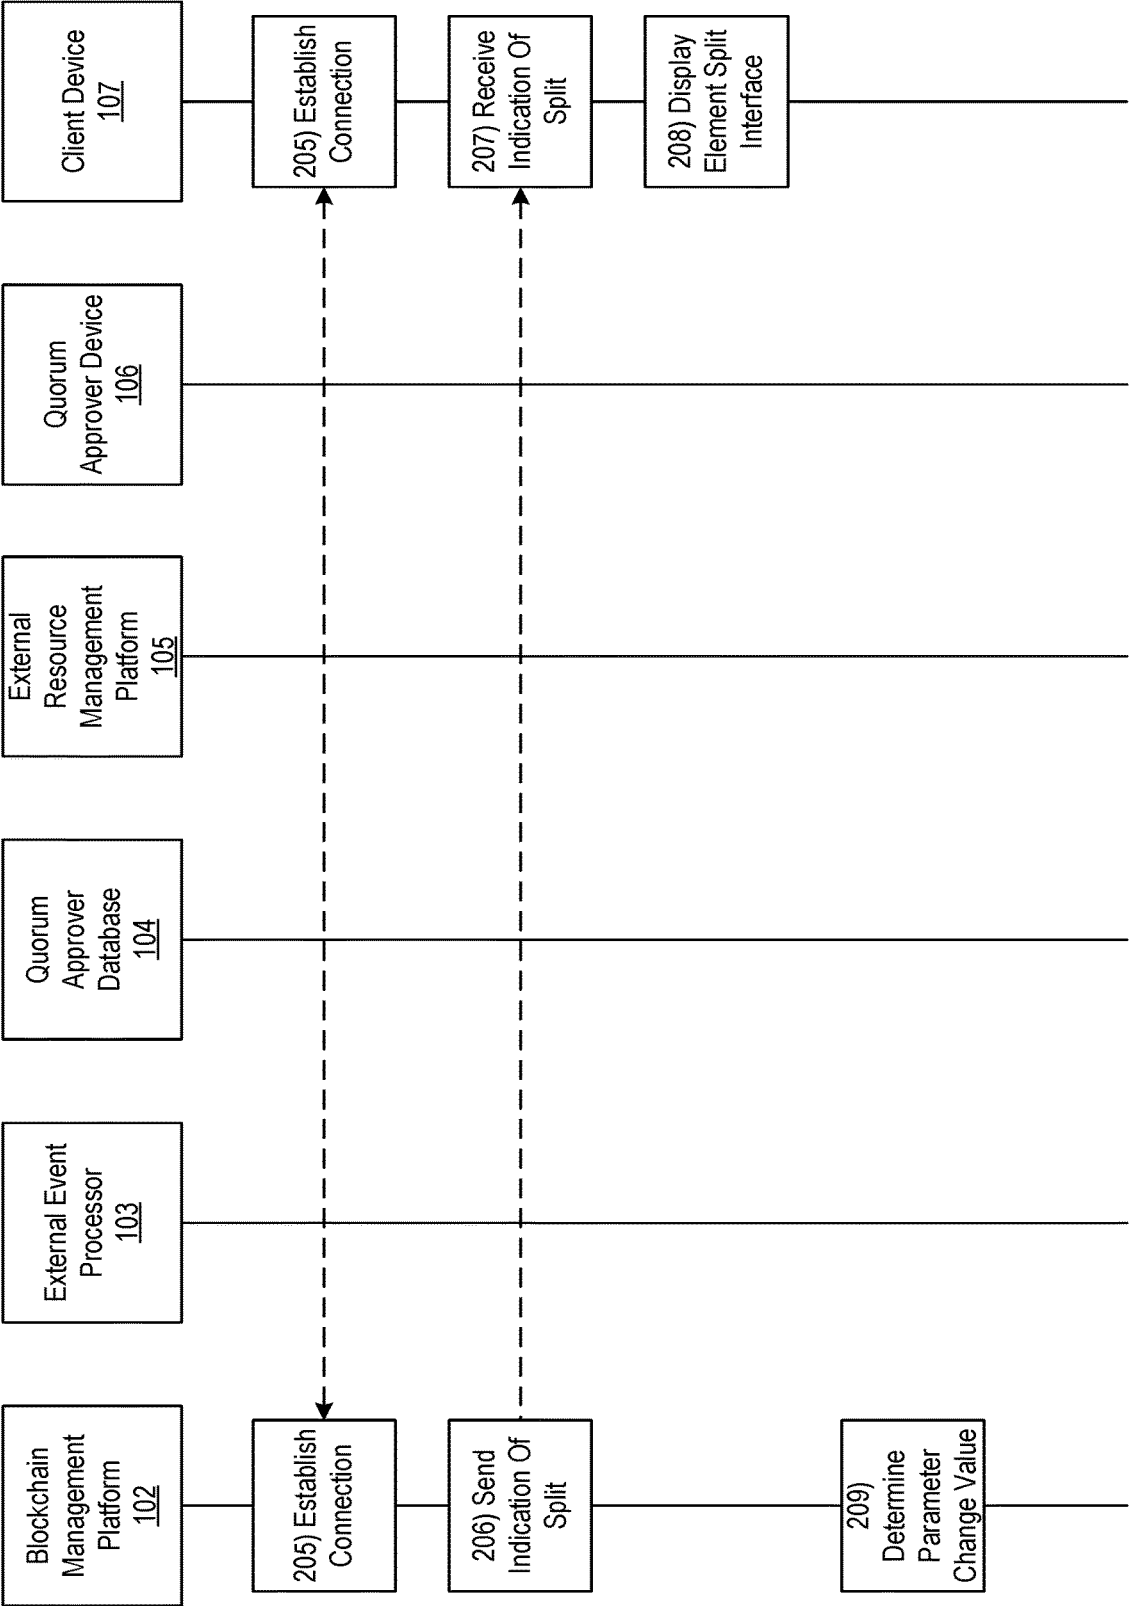 Blockchain
Management
Platform
102
External Event
Processor
103
Quorum
Approver
Database
104
External
Resource
Management
Platform
105
Quorum
Approver Device
106
Client Device
107
205) Establish
Connection
205) Establish
Connection
206) Send
Indication Of
Split
207) Receive
Indication Of
Split
208) Display
Element Split
Interface
209)
Determine
Parameter
Change Value